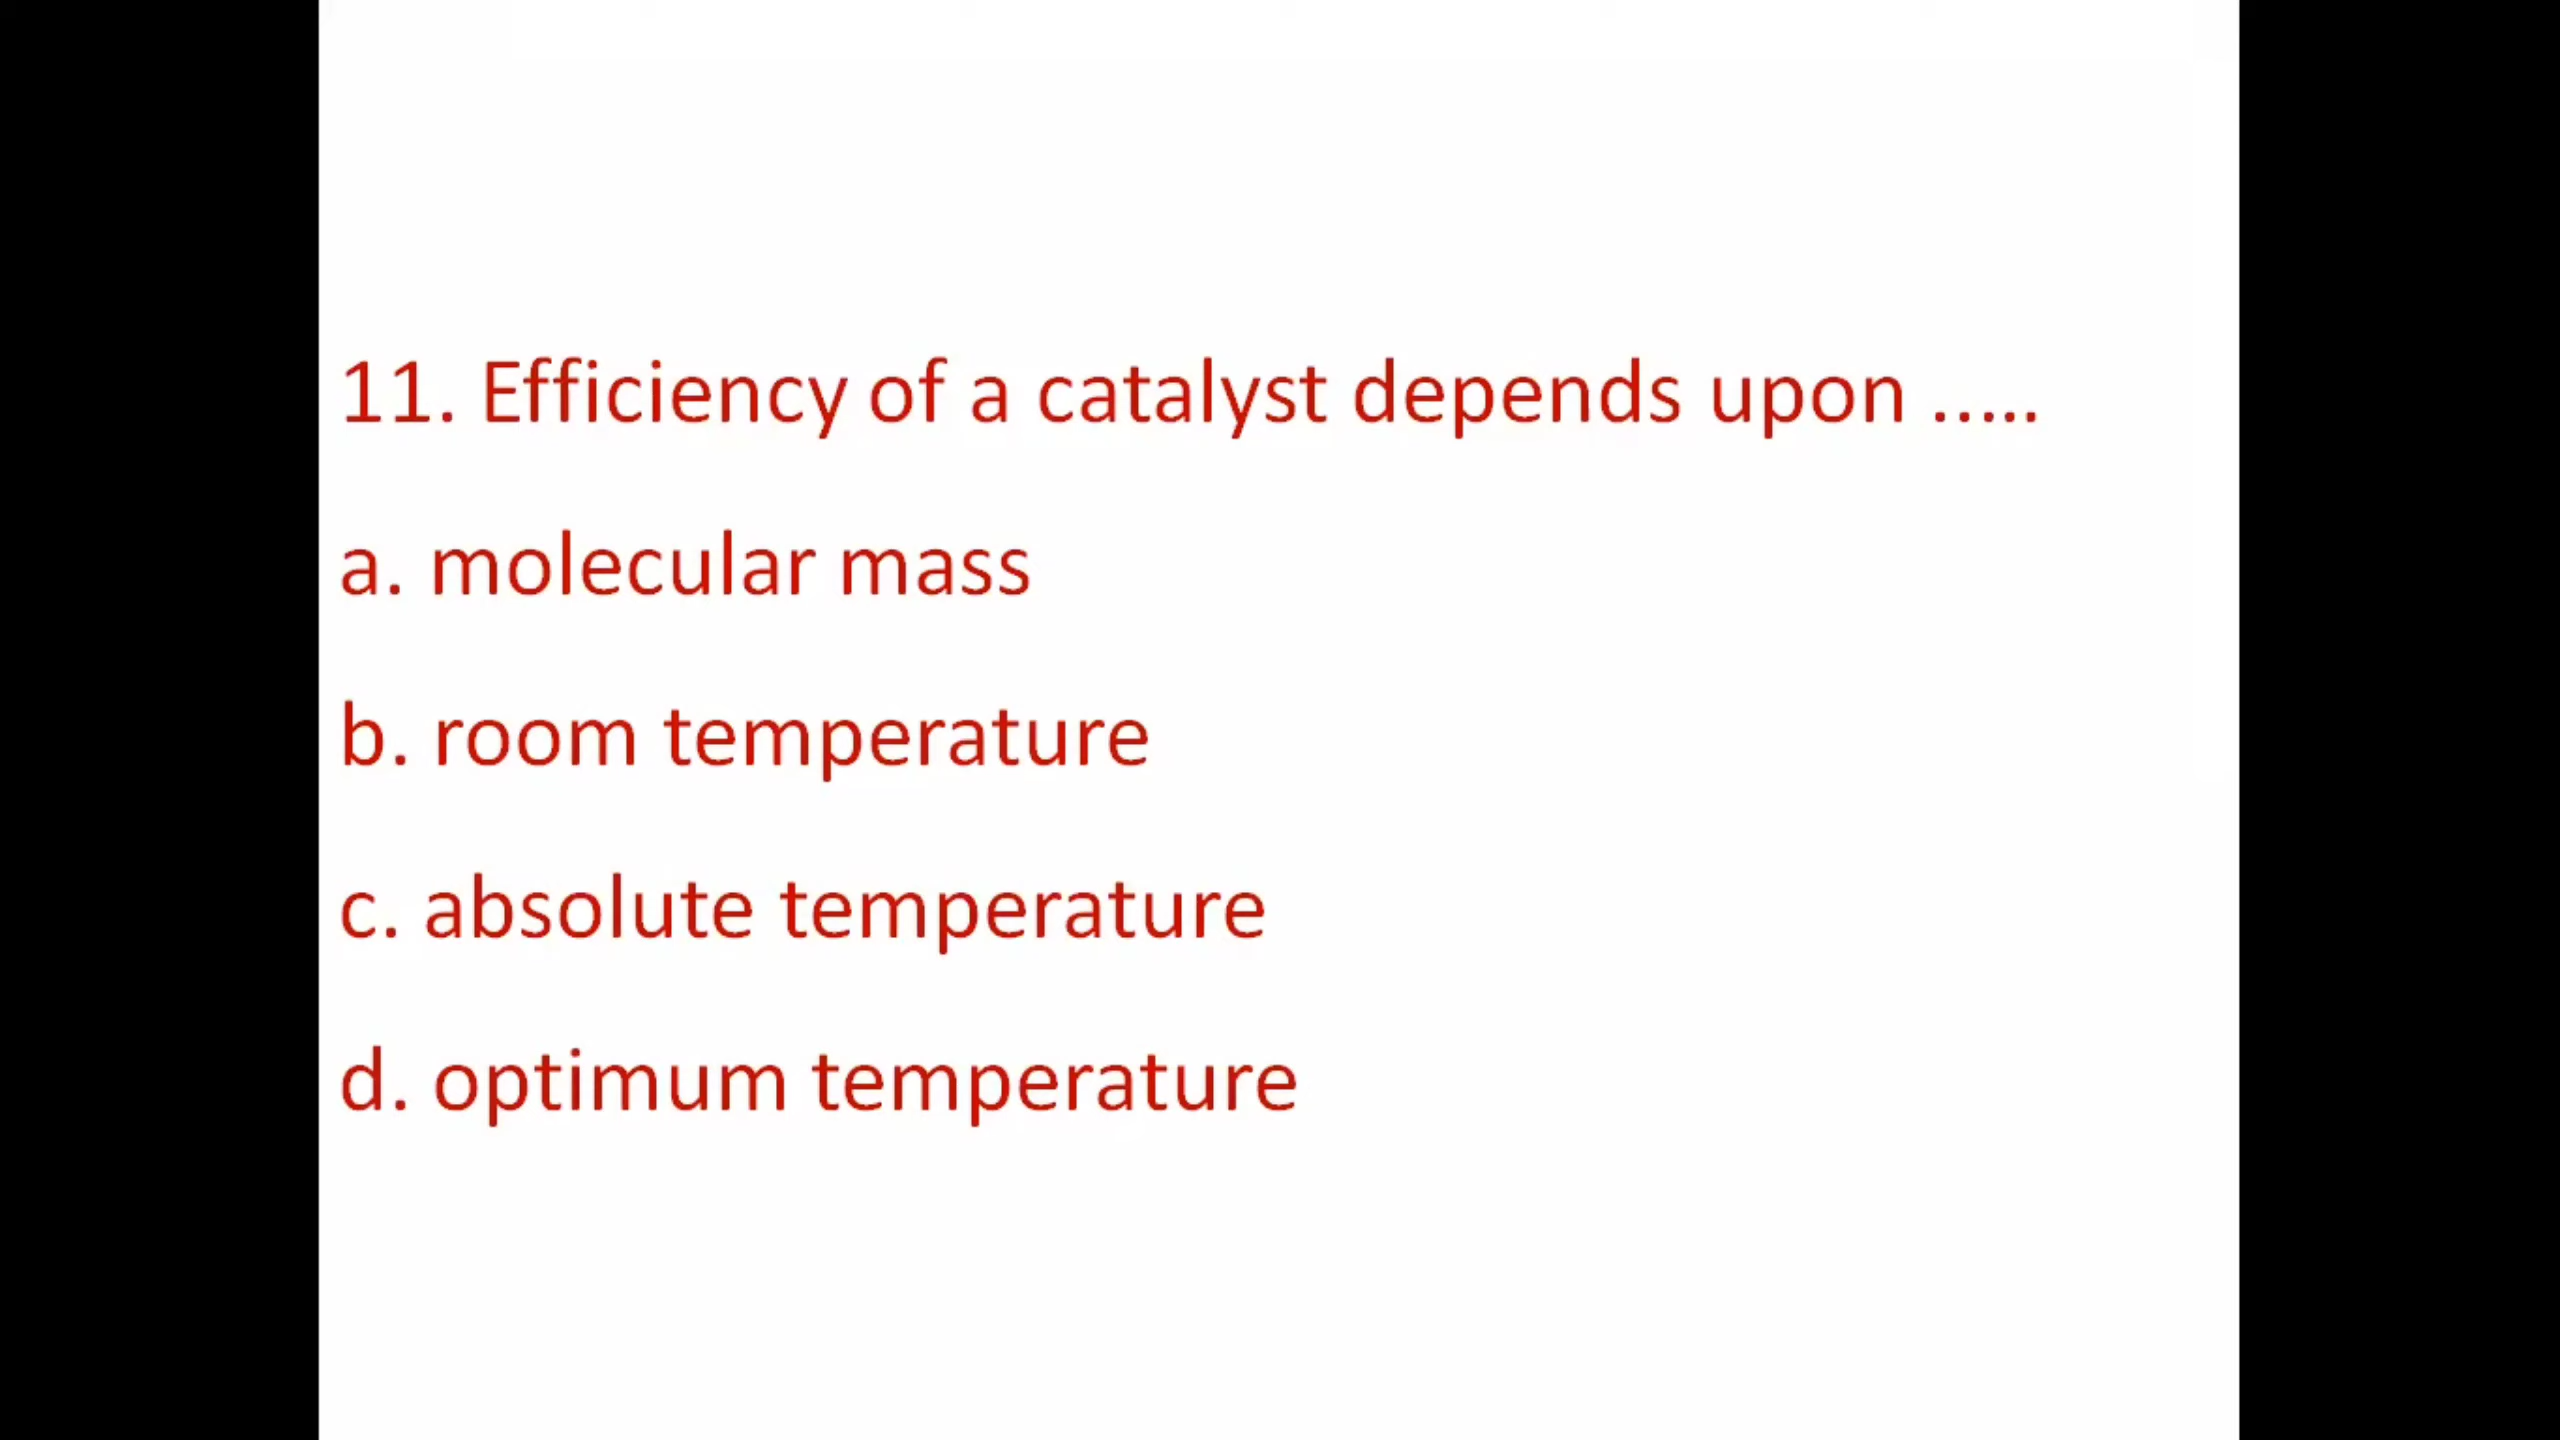 11. Efficiency of a catalyst depends upon .....
a. molecular mass
b. room temperature
c. absolute temperature
d. optimum temperature